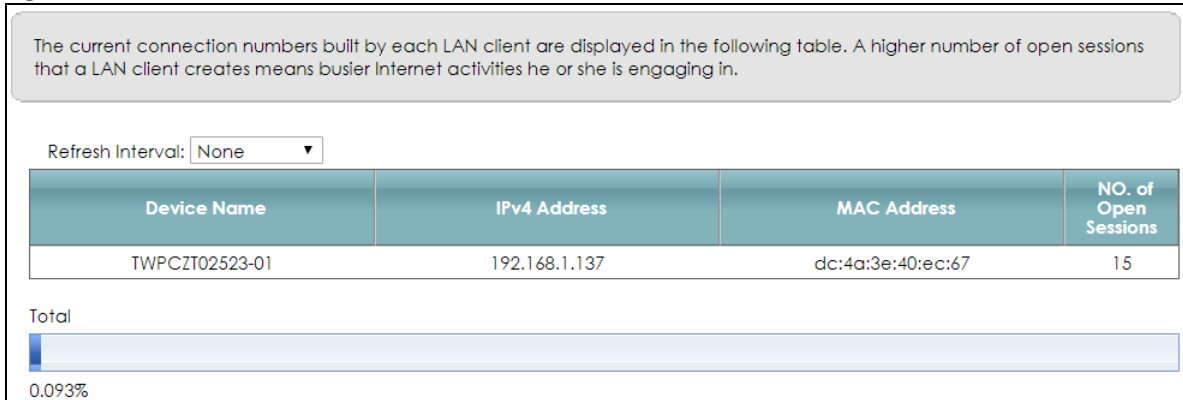 The current connection numbers built by each LAN client are displayed in the following table. A higher number of open sessions
that a LAN client creates means busier Internet activities he or she is engaging in.
Refresh Interval: None
Device Name IPv4 Address MAC Address NO. of Open Sessions
TWPCZT02523-01 192.168.1.137 dc:4a:3e:40:ec:67 15
Total
0.093%